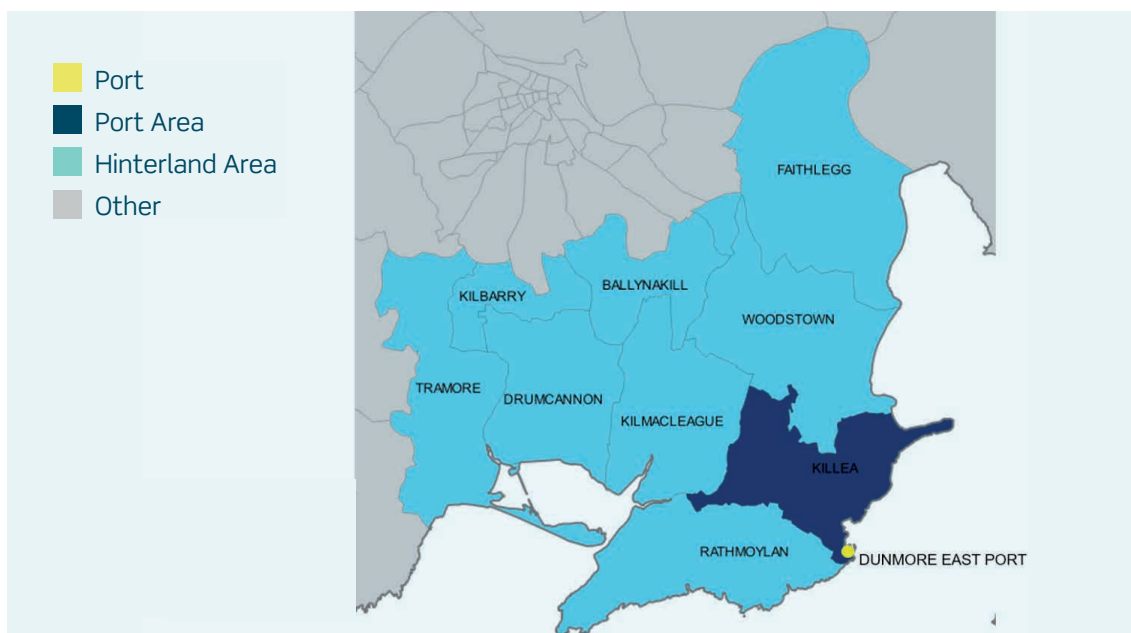 Port
Port Area
Hinterland Area
Other
FAITHLEGG
BALLYNAKILL
KILBARRY
WOODSTOWN
TRAMORE
DRUMCANNON
KILMACLEAGUE
KILLEA
RATHMOYLAN
DUNMORE EAST PORT